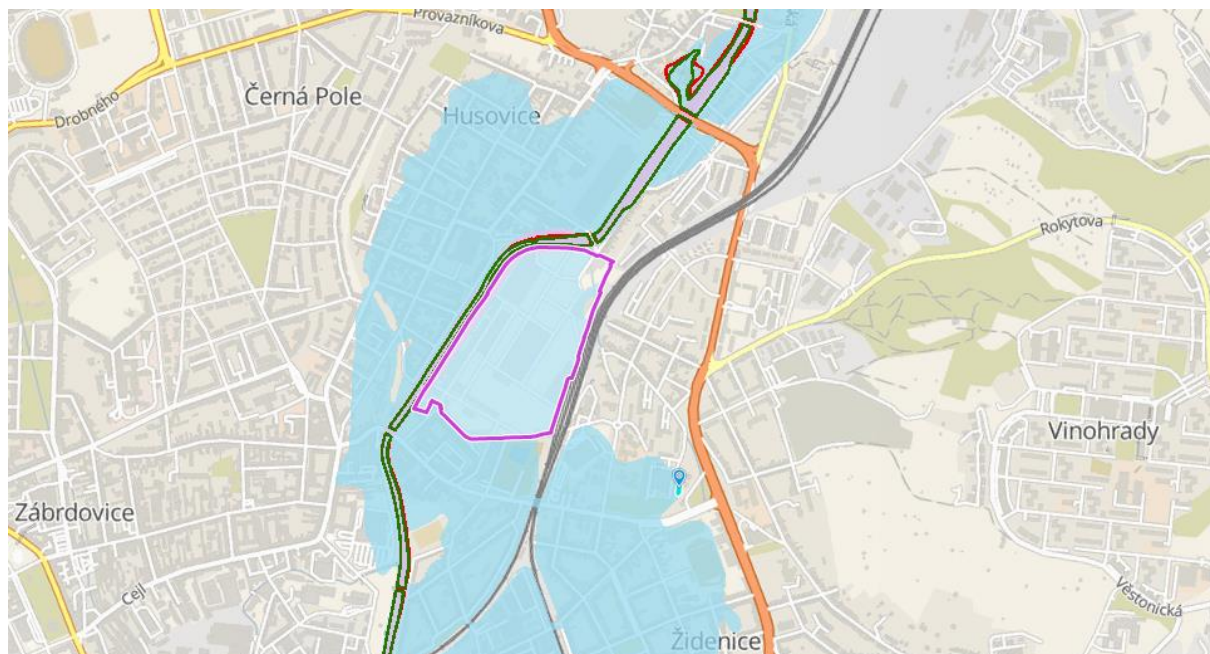 Provazníkova
Drobného
Černá Pole
Husovice
Rokytova
Vinohrady
Zábrdovice
Cejl
Věstonická
Židenice